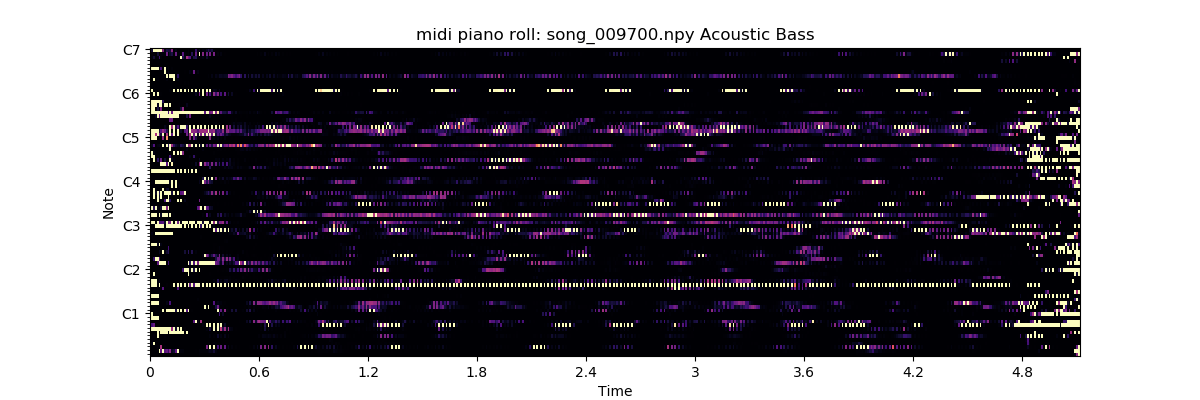 midi piano roll: song_009700.npy Acoustic Bass
C7
C6
C5
C4
C3
C2
C1
Note
0 0.6 1.2 1.8 2.4 3 3.6 4.2 4.8
Time